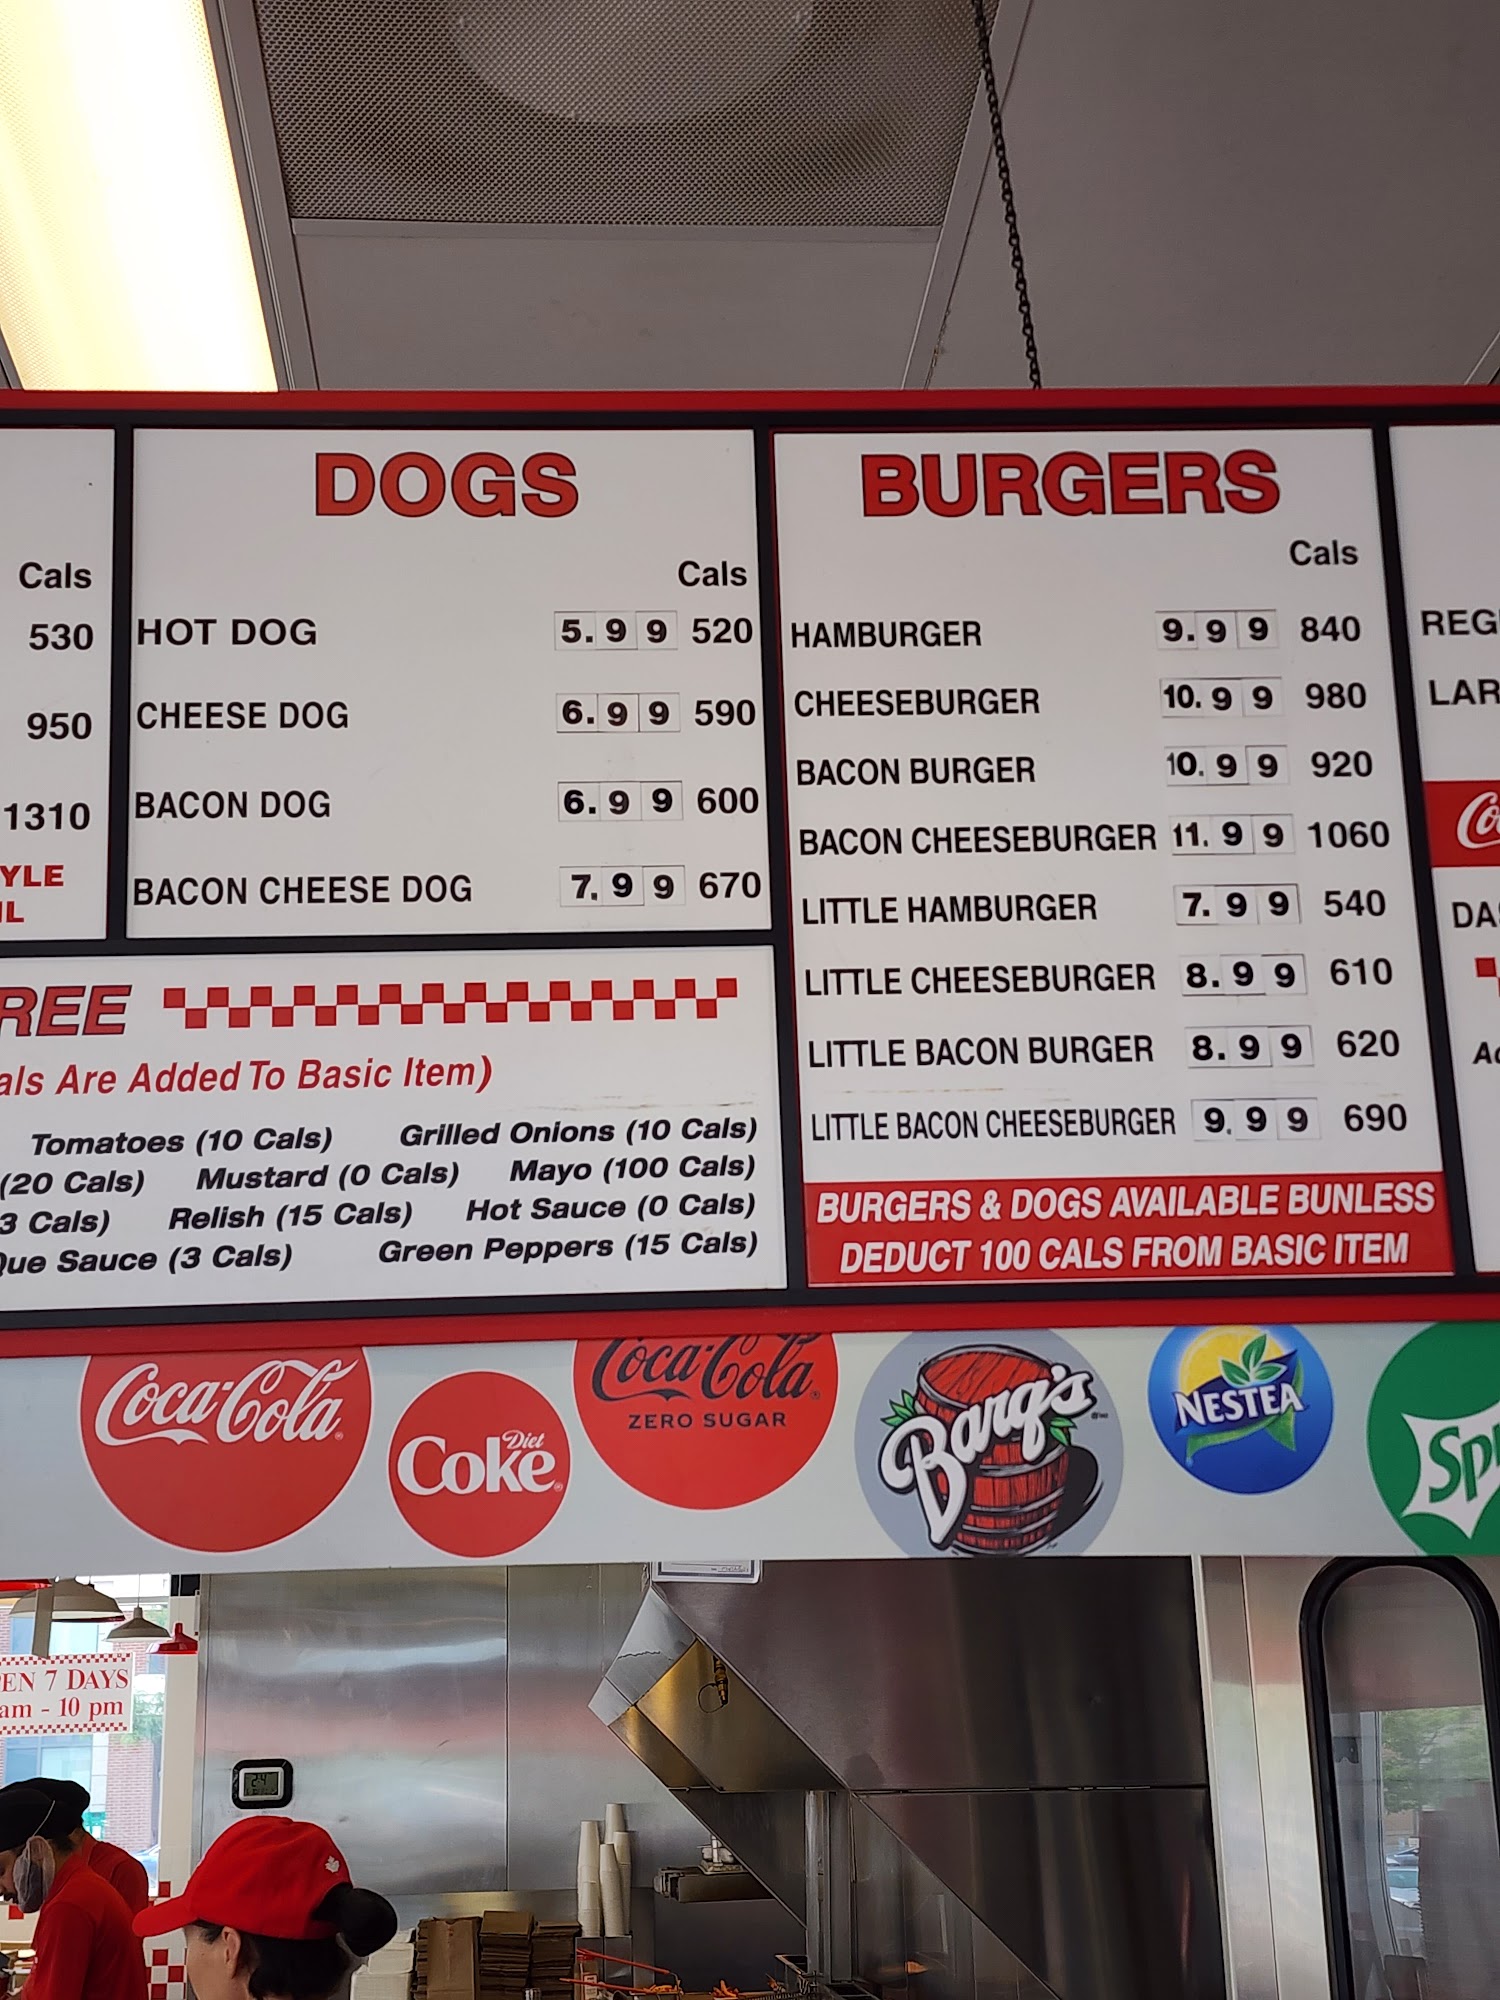 Cals
530
950
1310
YLE
IL
DOGS
Cals
HOT DOG 5.99 520
CHEESE DOG 6.99 590
BACON DOG 6.99 600
BACON CHEESE DOG 7.99 670
REE
als Are Added To Basic Item)
Tomatoes (10 Cals) Grilled Onions (10 Cals)
(20 Cals) Mustard (0 Cals) Mayo (100 Cals)
3 Cals) Relish (15 Cals) Hot Sauce (0 Cals)
Que Sauce (3 Cals) Green Peppers (15 Cals)
BURGERS
Cals
HAMBURGER 9.99 840
CHEESEBURGER 10.99 980
BACON BURGER 10.99 920
BACON CHEESEBURGER 11.99 1060
LITTLE HAMBURGER 7.99 540
LITTLE CHEESEBURGER 8.99 610
LITTLE BACON BURGER 8.99 620
LITTLE BACON CHEESEBURGER 9.99 690
BURGERS & DOGS AVAILABLE BUNLESS
DEDUCT 100 CALS FROM BASIC ITEM
REG
LAR
Co
DA
Coca-Cola
Diet
Coke
Coca-Cola
ZERO SUGAR
Barq's
NESTEA
Spr
EN 7 DAYS
am - 10 pm